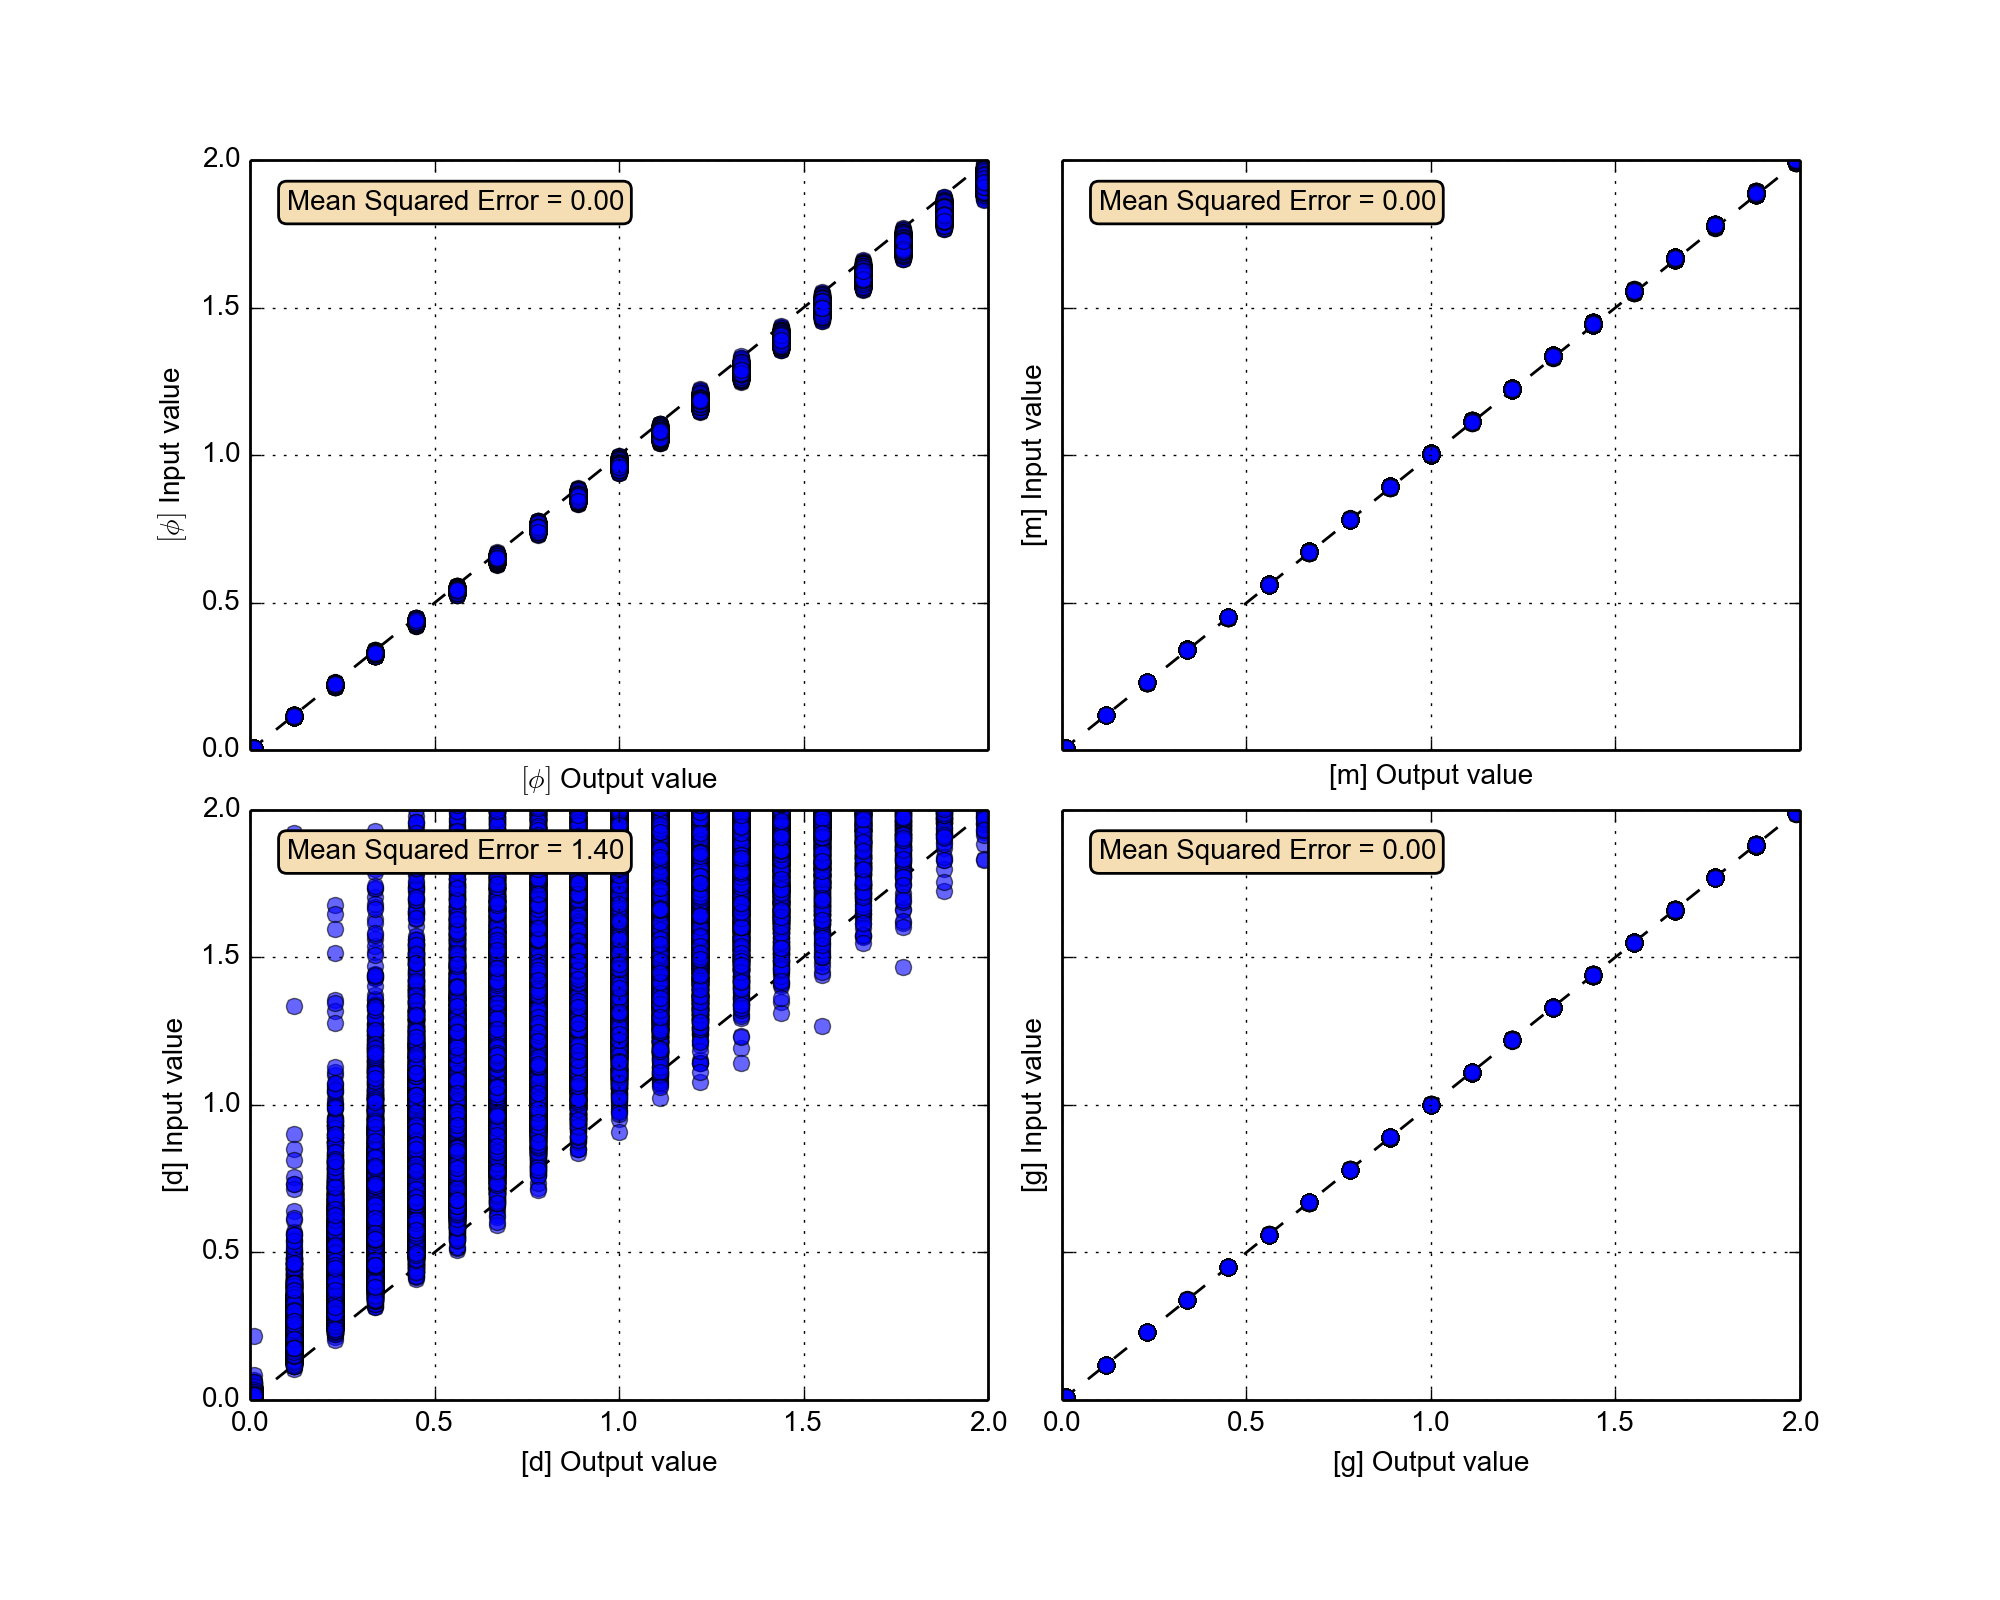 2.0
1.5
1.0
0.5
0.0
[ϕ] Input value
Mean Squared Error = 0.00
[ϕ] Output value
[m] Input value
Mean Squared Error = 0.00
[m] Output value
2.0
1.5
1.0
0.5
0.0
[d] Input value
Mean Squared Error = 1.40
0.0 0.5 1.0 1.5 2.0
[d] Output value
[g] Input value
Mean Squared Error = 0.00
0.0 0.5 1.0 1.5 2.0
[g] Output value